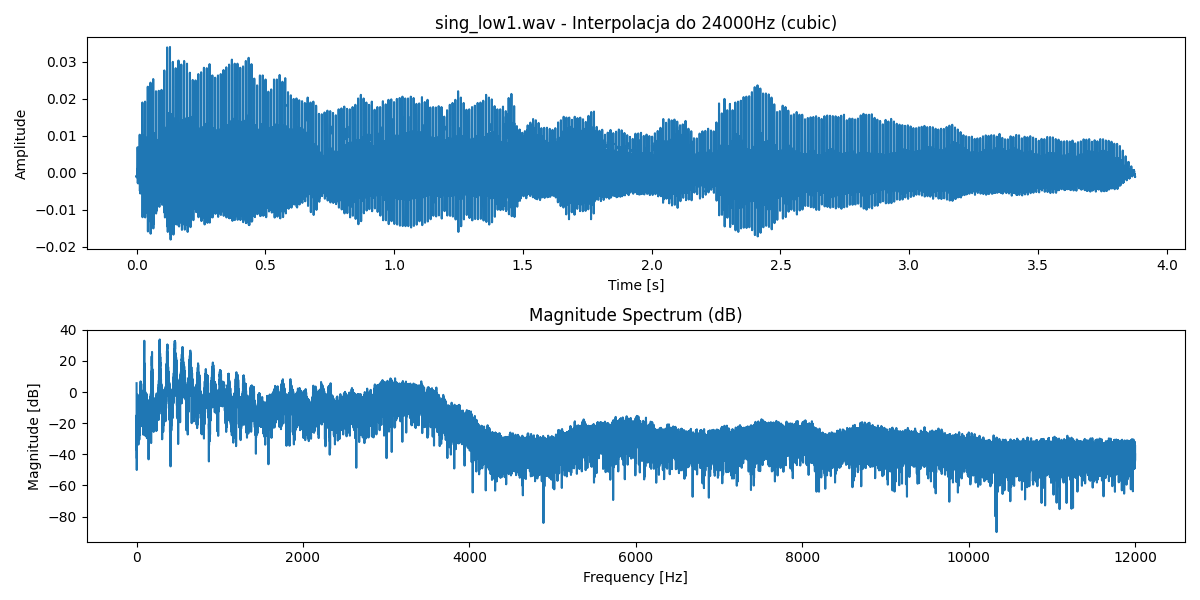 sing_low1.wav - Interpolacja do 24000Hz (cubic)
Amplitude
0.03
0.02
0.01
0.00
−0.01
−0.02
0.0 0.5 1.0 1.5 2.0 2.5 3.0 3.5 4.0
Time [s]
Magnitude Spectrum (dB)
Magnitude [dB]
40
20
0
−20
−40
−60
−80
0 2000 4000 6000 8000 10000 12000
Frequency [Hz]